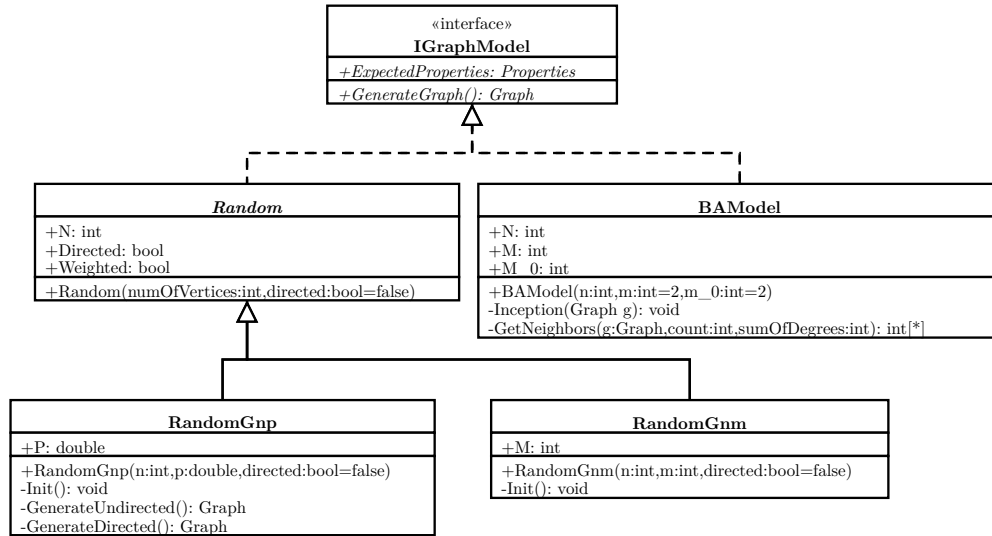 «interface»
IGraphModel
+ExpectedProperties: Properties
+GenerateGraph(): Graph
Random
+N: int
+Directed: bool
+Weighted: bool
+Random(numOfVertices:int,directed:bool=false)
BAModel
+N: int
+M: int
+M_0: int
+BAModel(n:int,m:int=2,m_0:int=2)
-Inception(Graph g): void
-GetNeighbors(g:Graph,count:int,sumOfDegrees:int): int[*]
RandomGnp
+P: double
+RandomGnp(n:int,p:double,directed:bool=false)
-Init(): void
-GenerateUndirected(): Graph
-GenerateDirected(): Graph
RandomGnm
+M: int
+RandomGnm(n:int,m:int,directed:bool=false)
-Init(): void